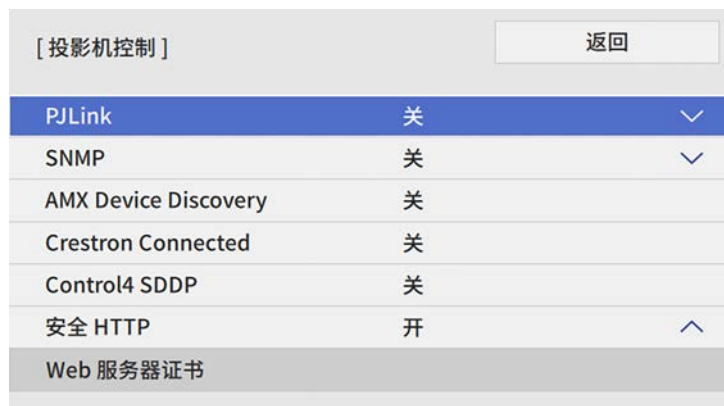 [ 投影机控制 ]
返回
PJLink 关
SNMP 关
AMX Device Discovery 关
Crestron Connected 关
Control4 SDDP 关
安全 HTTP 开
Web 服务器证书